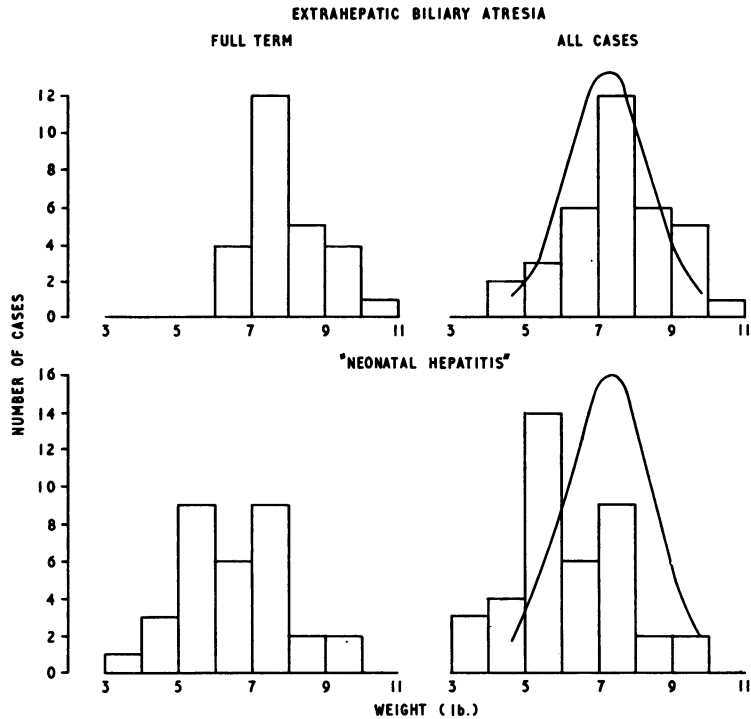 EXTRAHEPATIC BILIARY ATRESIA
FULL TERM
ALL CASES
12
10
8
6
4
2
0
3 5 7 9 11
3 5 7 9 11
NUMBER OF CASES
"NEONATAL HEPATITIS"
16
14
12
10
8
6
4
2
0
3 5 7 9 11
3 5 7 9 11
WEIGHT (lb.)